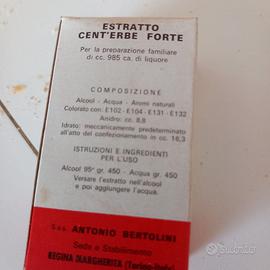 ESTRATTO
CENT'ERBE FORTE
Per la preparazione familiare
di cc. 985 ca. di liquore
COMPOSIZIONE
Alcool - Acqua - Aromi naturali
Colorato con: E102 - E104 - E131 - E132
Anidro: cc. 8,8
Idrato: meccanicamente predeterminato
all'atto del confezionamento in cc. 16,3
ISTRUZIONI E INGREDIENTI
PER L'USO
Alcool 95° gr. 450 - Acqua gr. 450
Versare l'estratto nell'alcool
e poi aggiungere l'acqua
S.a.s. ANTONIO BERTOLINI
Sede e Stabilimento
REGINA MARGHERITA (Torino-Italia)
subito